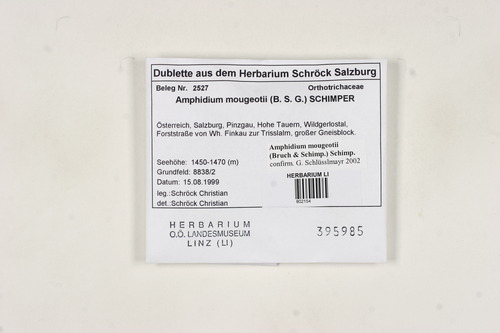 Dublette aus dem Herbarium Schröck Salzburg
Beleg Nr. 2527 Orthotrichaceae
Amphidium mougeotii (B. S. G.) SCHIMPER
Österreich, Salzburg, Pinzgau, Hohe Tauern, Wildgerlostal,
Forststraße von Wh. Finkau zur Trisslalm, großer Gneisblock.
Amphidium mougeotii
(Bruch & Schimp.) Schimp.
confirm. G. Schlüsslmayr 2002
Seehöhe: 1450-1470 (m)
Grundfeld: 8838/2
Datum: 15.08.1999
leg.: Schröck Christian
det.: Schröck Christian
HERBARIUM LI
802154
HERBARIUM
O.Ö. LANDESMUSEUM
LINZ (LI)
395985